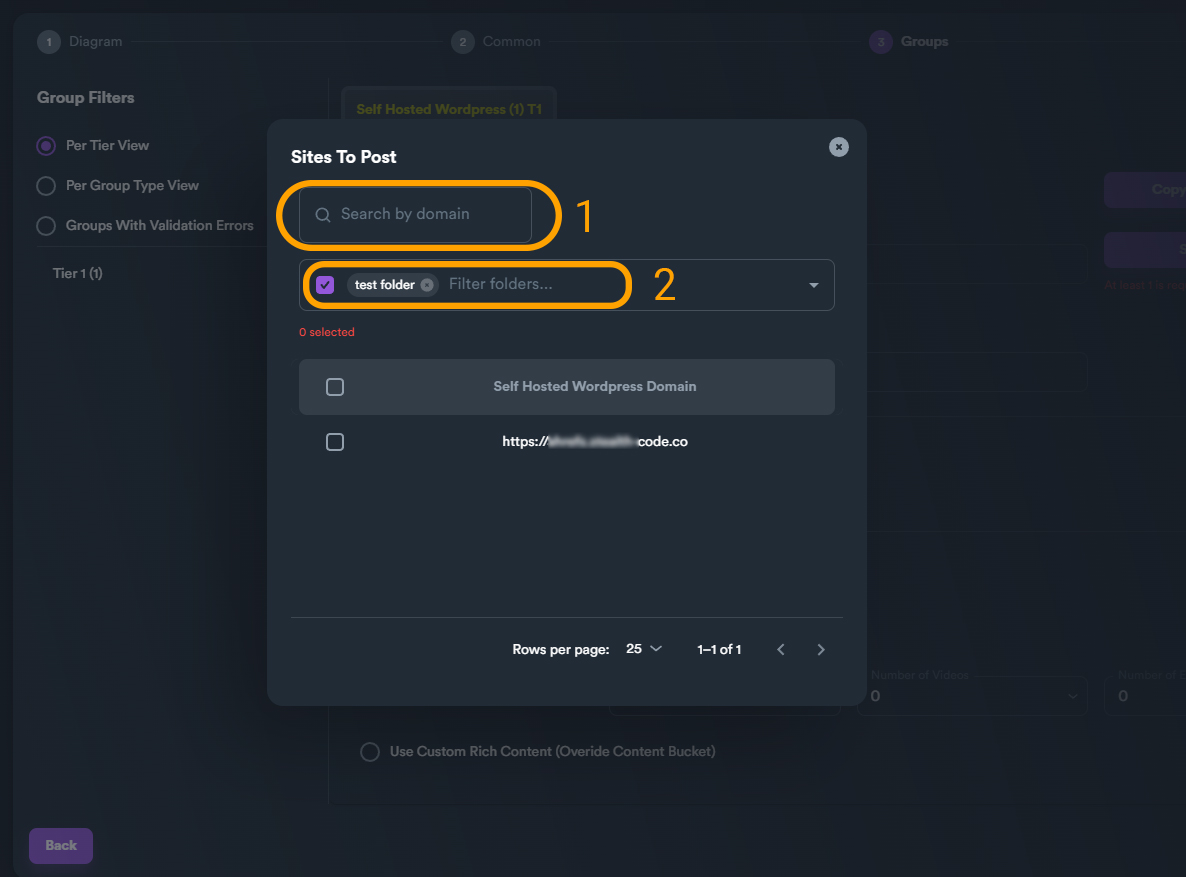 1 Diagram
2 Common
3 Groups
Group Filters
Per Tier View
Per Group Type View
Groups With Validation Errors
Tier 1 (1)
Self Hosted Wordpress (1) T1
Copy
S
At least 1 is req
Sites To Post
Search by domain
1
test folder
Filter folders...
2
0 selected
Self Hosted Wordpress Domain
https:// code.co
Rows per page: 25
1–1 of 1
Number of Videos
0
Number of
0
Use Custom Rich Content (Overide Content Bucket)
Back